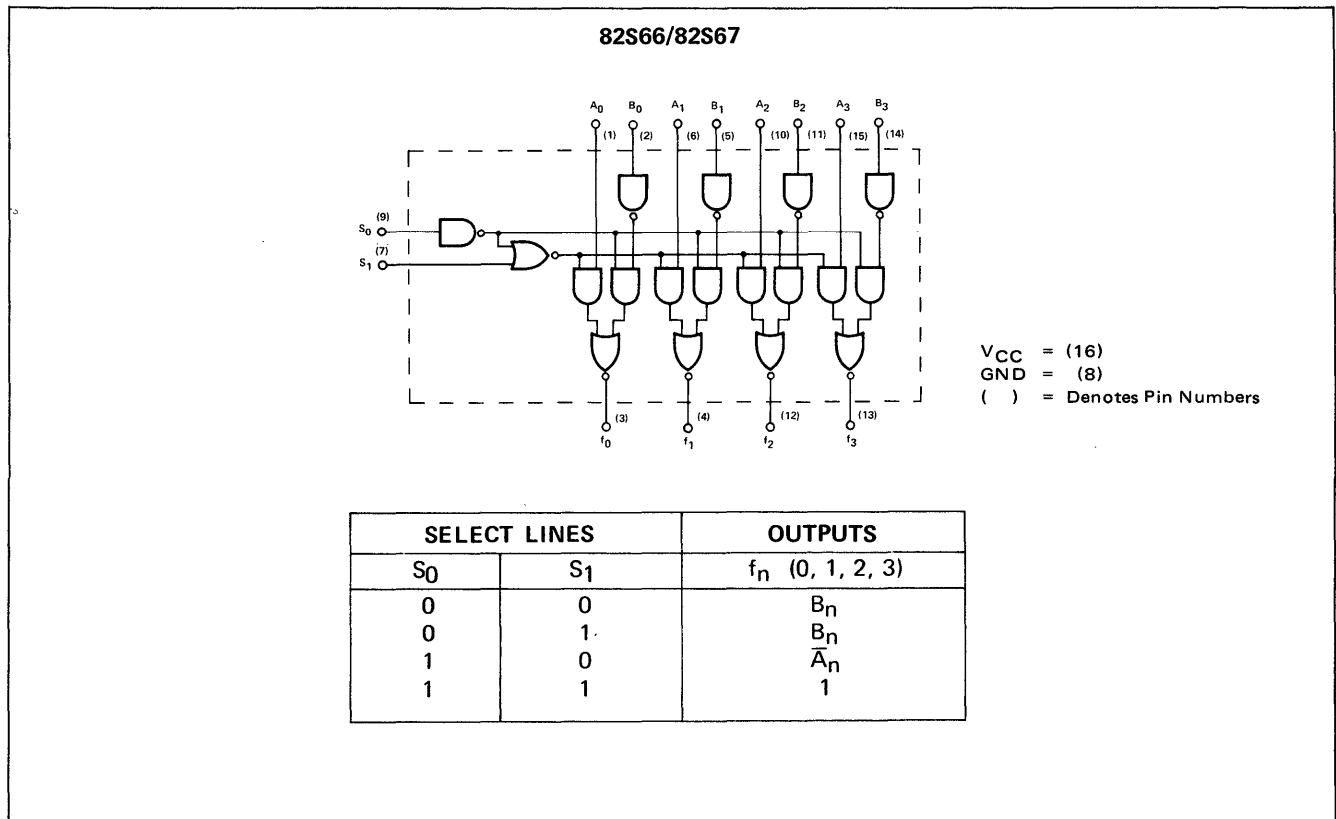 82S66/82S67
A0 B0 A1 B1 A2 B2 A3 B3
(1) (2) (6) (5) (10) (11) (15) (14)
S0 (9)
S1 (7)
VCC = (16)
GND = (8)
( ) = Denotes Pin Numbers
(3) (4) (12) (13)
f0 f1 f2 f3
SELECT LINES OUTPUTS
S0 S1 fn (0, 1, 2, 3)
0 0 Bn
0 1 Bn
1 0 A̅n
1 1 1